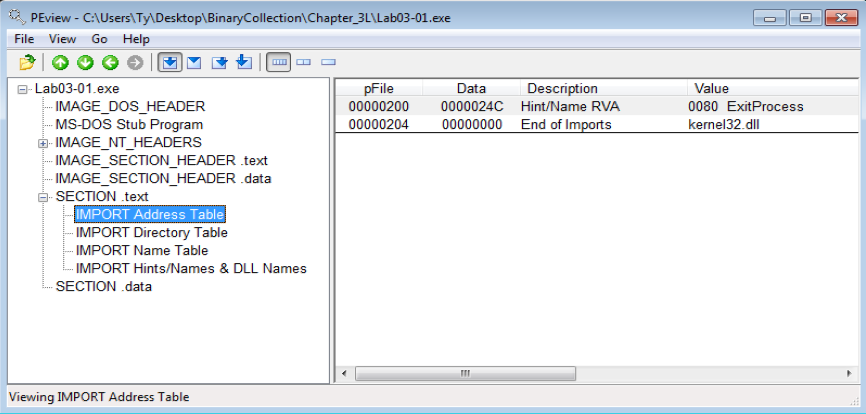 PEview - C:\Users\Ty\Desktop\BinaryCollection\Chapter_3L\Lab03-01.exe
File View Go Help
Lab03-01.exe
IMAGE_DOS_HEADER
MS-DOS Stub Program
IMAGE_NT_HEADERS
IMAGE_SECTION_HEADER .text
IMAGE_SECTION_HEADER .data
SECTION .text
IMPORT Address Table
IMPORT Directory Table
IMPORT Name Table
IMPORT Hints/Names & DLL Names
SECTION .data
pFile Data Description Value
00000200 0000024C Hint/Name RVA 0080 ExitProcess
00000204 00000000 End of Imports kernel32.dll
Viewing IMPORT Address Table